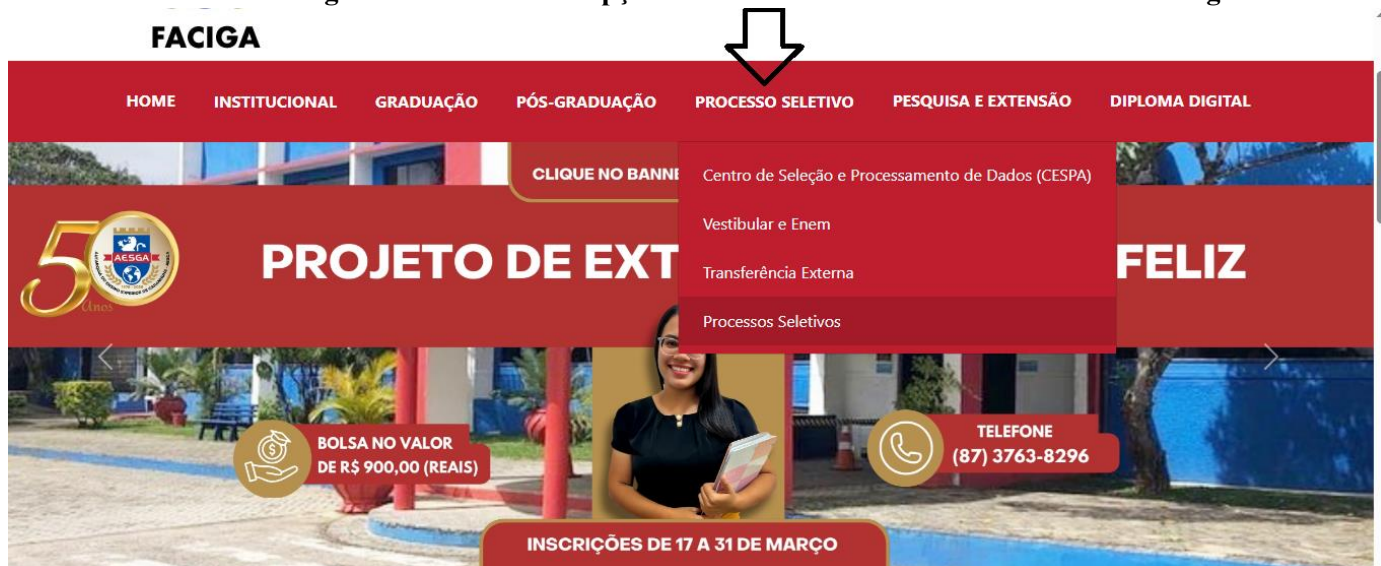 FACIGA
HOME INSTITUCIONAL GRADUAÇÃO PÓS-GRADUAÇÃO PROCESSO SELETIVO PESQUISA E EXTENSÃO DIPLOMA DIGITAL
CLIQUE NO
Centro de Seleção e Processamento de Dados (CESPA)
Vestibular e Enem
Transferência Externa
Processos Seletivos
50
AESGA
Anos
PROJETO DE FELIZ
BOLSA NO VALOR
DE R$ 900,00 (REAIS)
TELEFONE
(87) 3763-8296
INSCRIÇÕES DE 17 A 31 DE MARÇO